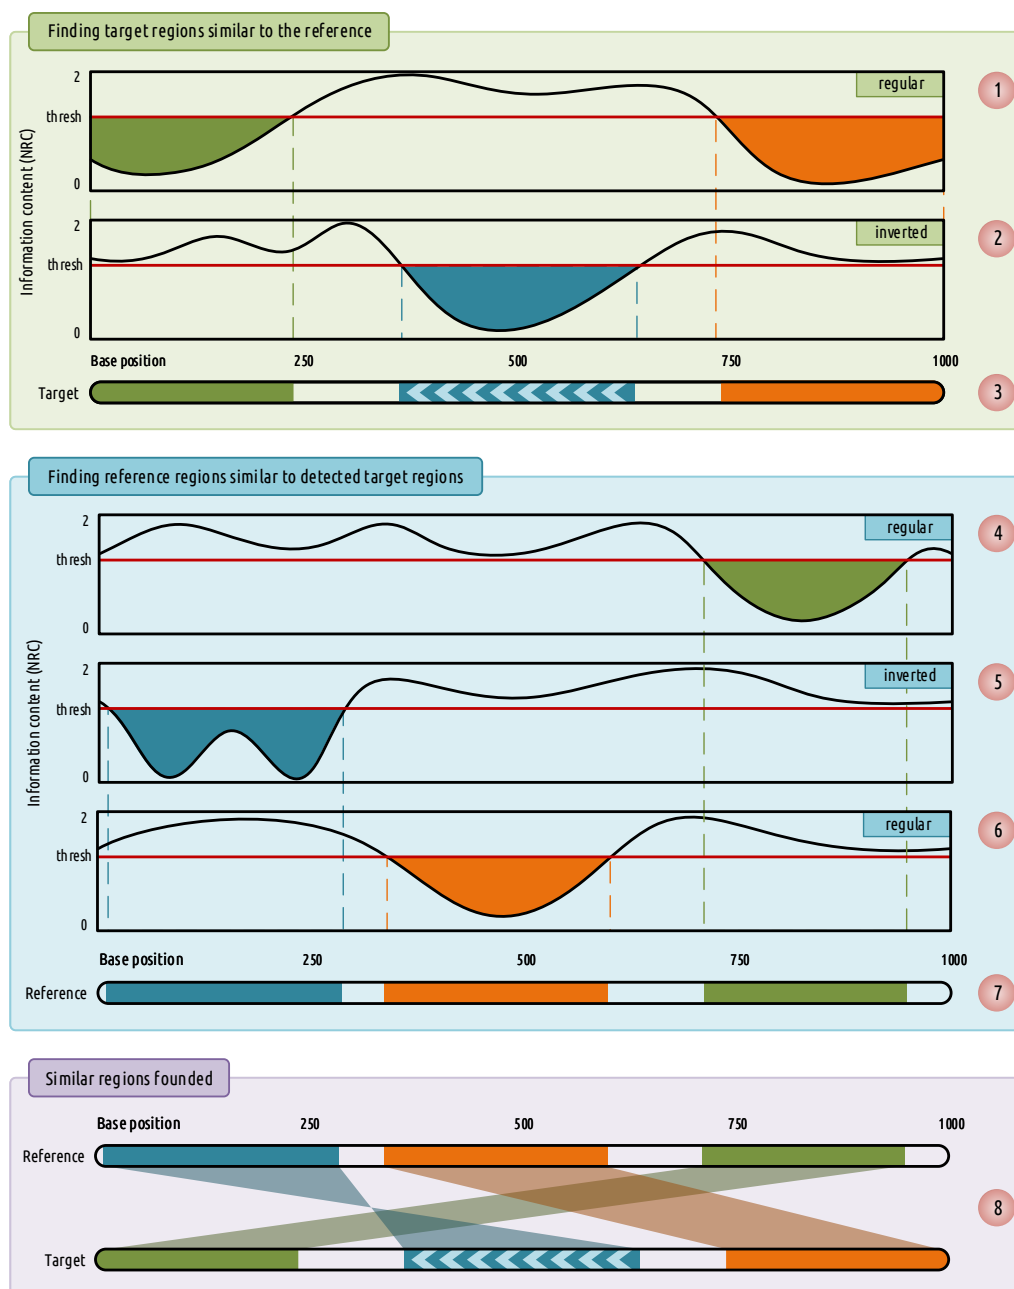 Finding target regions similar to the reference
2
regular
1
thresh
0
2
inverted
2
thresh
0
Information content (NRC)
Base position 250 500 750 1000
Target
3
Finding reference regions similar to detected target regions
2
regular
4
thresh
0
2
inverted
5
thresh
0
2
regular
6
thresh
0
Information content (NRC)
Base position 250 500 750 1000
Reference
7
Similar regions founded
Base position 250 500 750 1000
Reference
8
Target